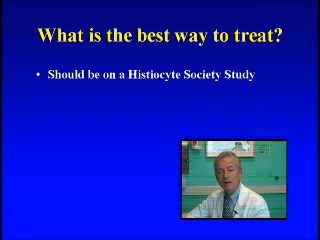 What is the best way to treat?
• Should be on a Histiocyte Society Study